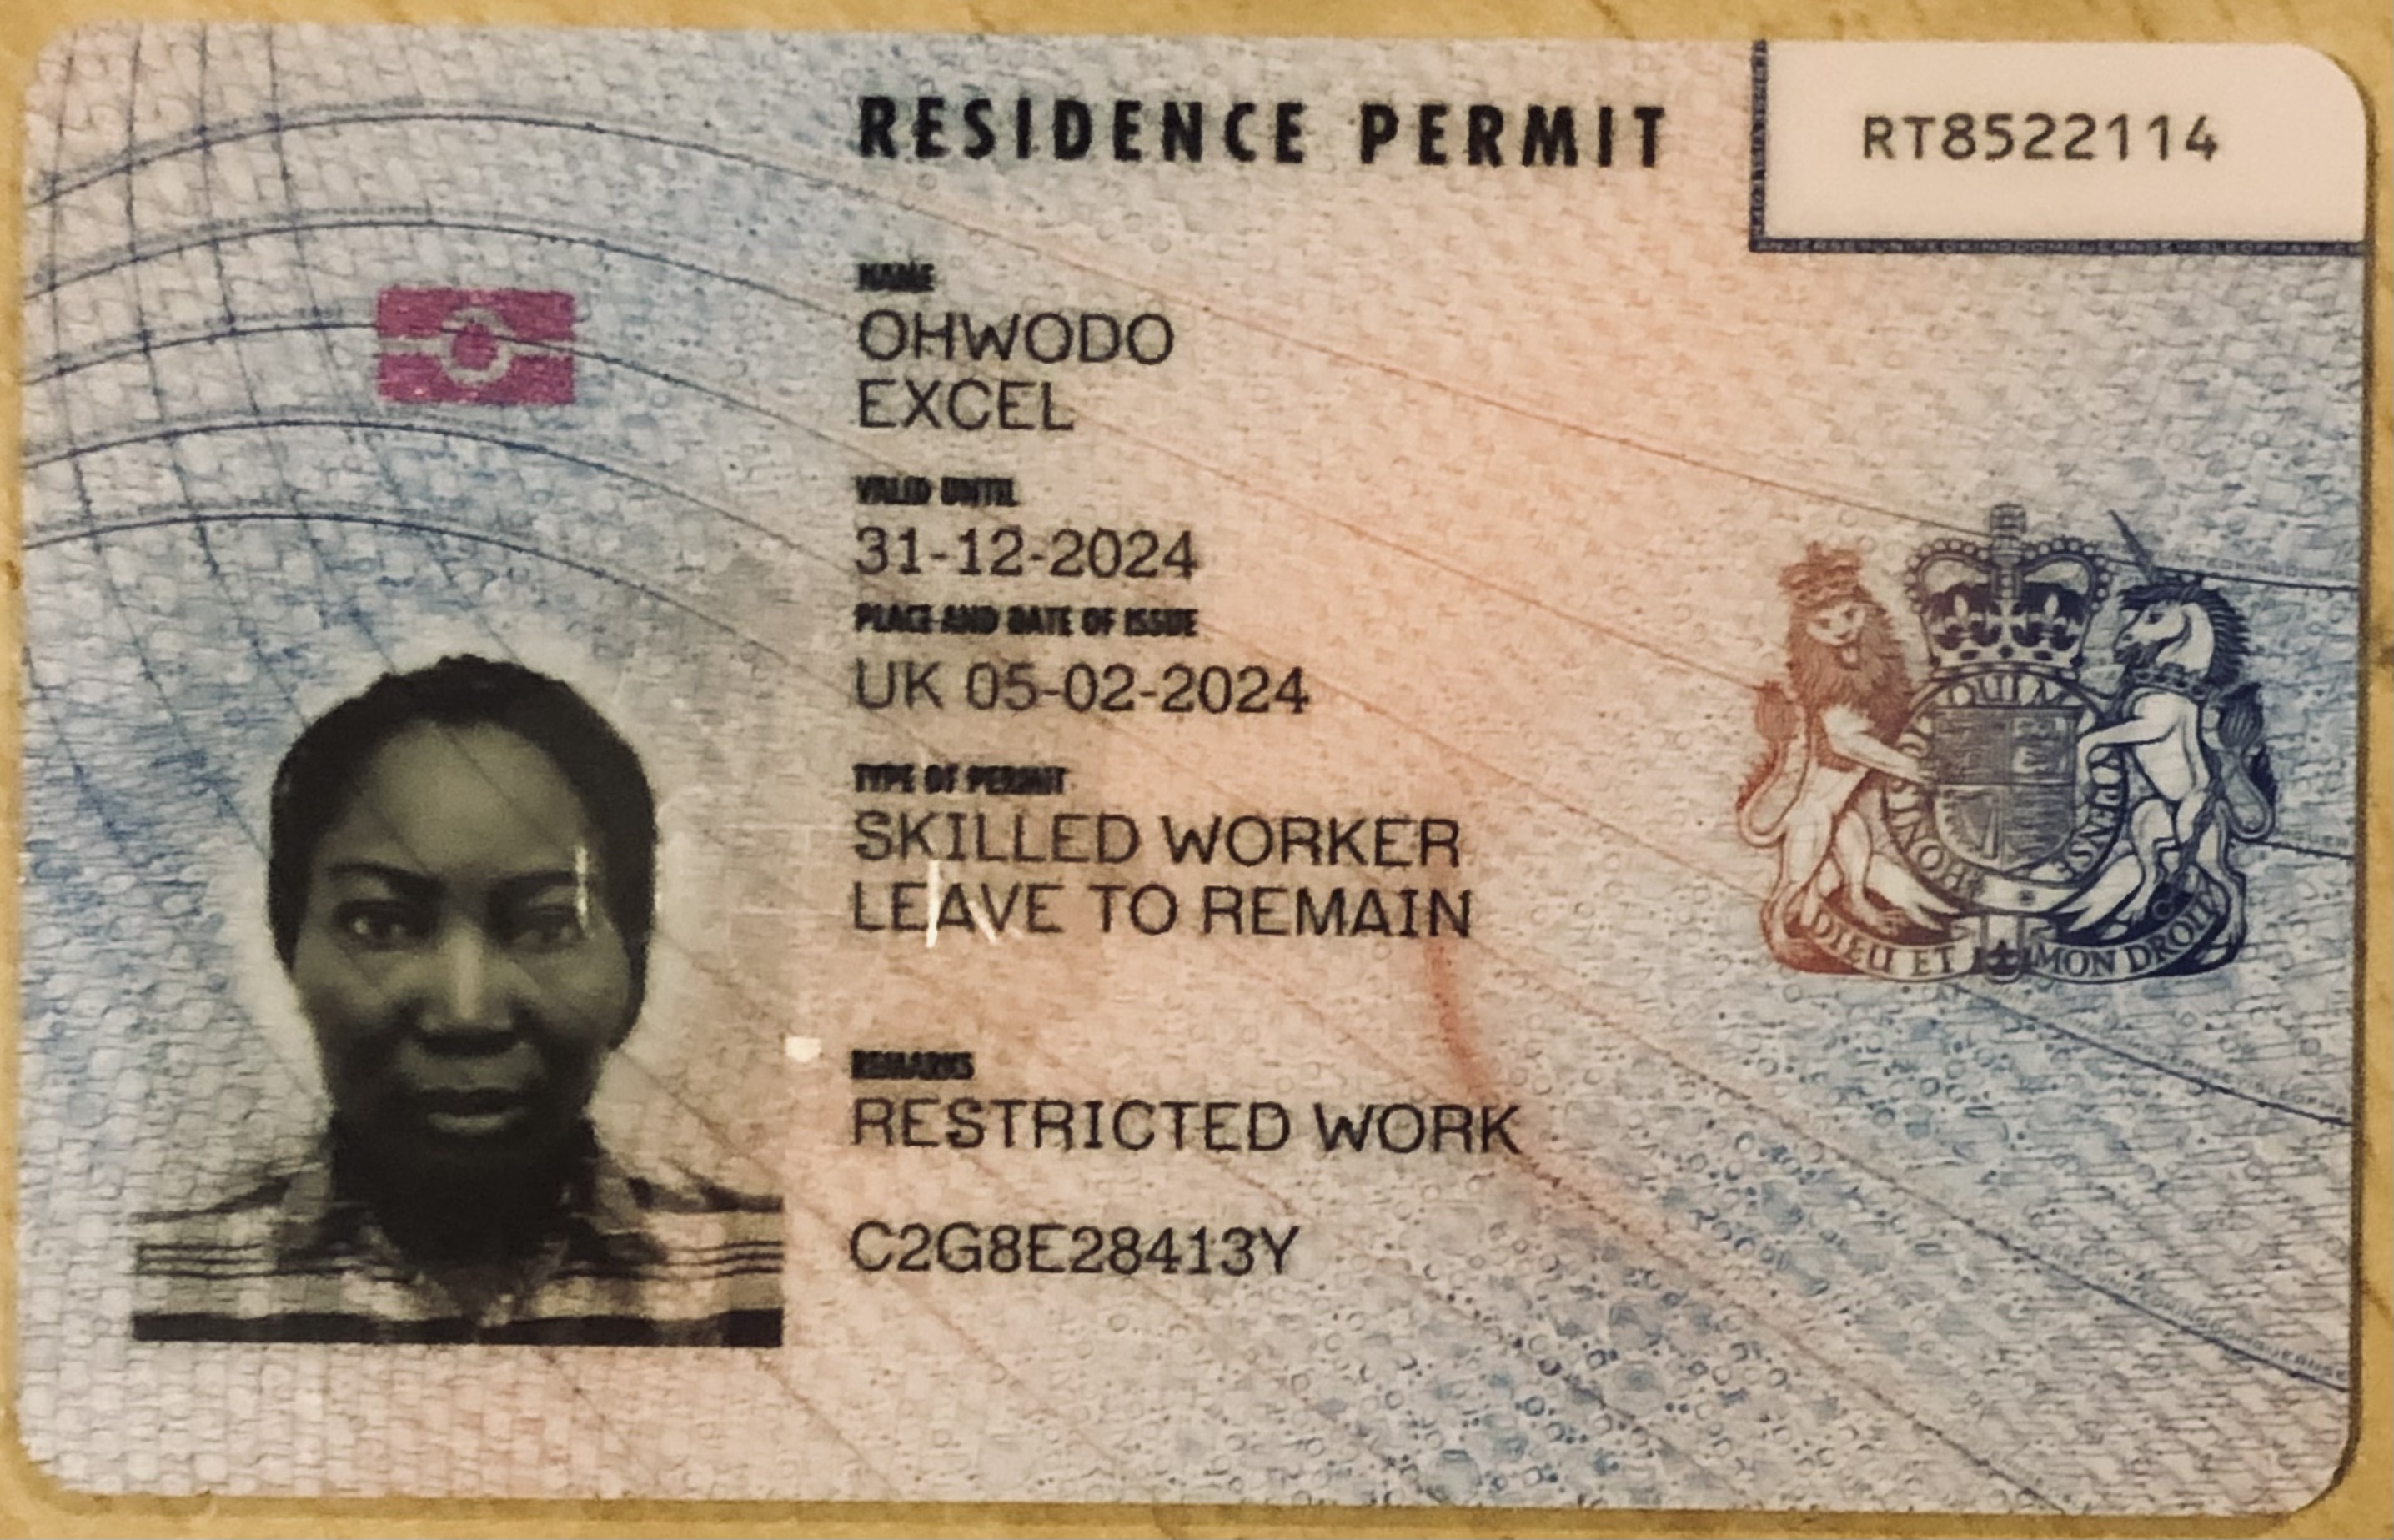 RESIDENCE PERMIT
RT8522114
NAME
OHWODO
EXCEL
VALID UNTIL
31-12-2024
PLACE AND DATE OF ISSUE
UK 05-02-2024
TYPE OF PERMIT
SKILLED WORKER
LEAVE TO REMAIN
REMARKS
RESTRICTED WORK
C2G8E28413Y
HONI SOIT QUI MAL Y PENSE
DIEU ET MON DROIT